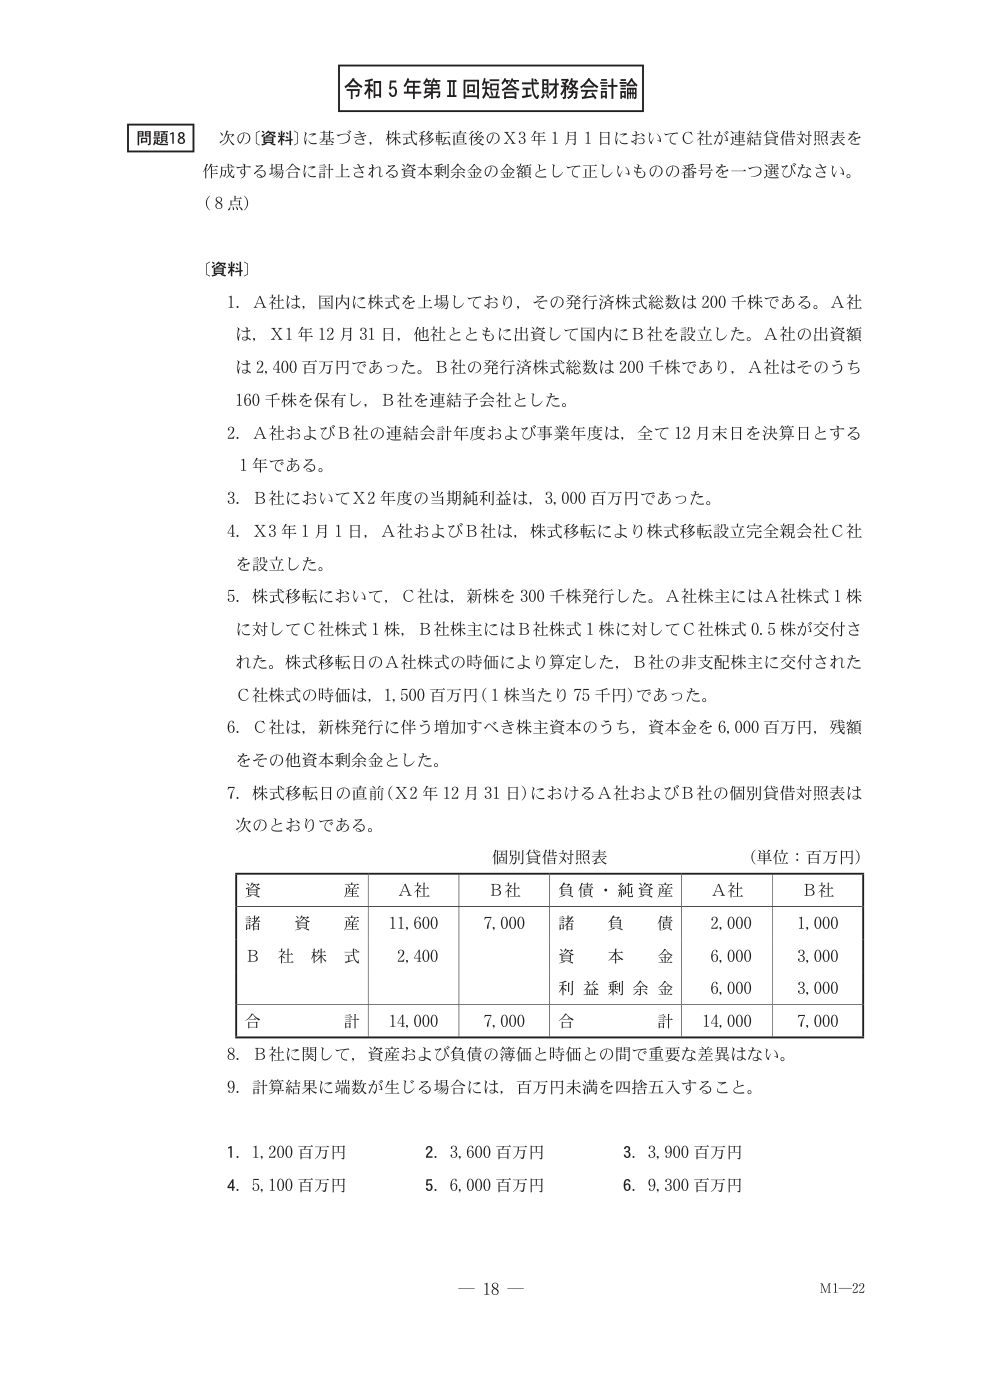 令和5年第Ⅱ回短答式財務会計論
問題18 次の〔資料〕に基づき，株式移転直後のX3年1月1日においてC社が連結貸借対照表を
作成する場合に計上される資本剰余金の金額として正しいものの番号を一つ選びなさい。
（8点）
〔資料〕
1. A社は，国内に株式を上場しており，その発行済株式総数は200千株である。A社
は，X1年12月31日，他社とともに出資して国内にB社を設立した。A社の出資額
は2,400百万円であった。B社の発行済株式総数は200千株であり，A社はそのうち
160千株を保有し，B社を連結子会社とした。
2. A社およびB社の連結会計年度および事業年度は，全て12月末日を決算日とする
1年である。
3. B社においてX2年度の当期純利益は，3,000百万円であった。
4. X3年1月1日，A社およびB社は，株式移転により株式移転設立完全親会社C社
を設立した。
5. 株式移転において，C社は，新株を300千株発行した。A社株主にはA社株式1株
に対してC社株式1株，B社株主にはB社株式1株に対してC社株式0.5株が交付さ
れた。株式移転日のA社株式の時価により算定した，B社の非支配株主に交付された
C社株式の時価は，1,500百万円（1株当たり75千円）であった。
6. C社は，新株発行に伴う増加すべき株主資本のうち，資本金を6,000百万円，残額
をその他資本剰余金とした。
7. 株式移転日の直前（X2年12月31日）におけるA社およびB社の個別貸借対照表は
次のとおりである。
個別貸借対照表 （単位：百万円）
資産 A社 B社 負債・純資産 A社 B社
諸資産 11,600 7,000 諸負債 2,000 1,000
B社株式 2,400 資本金 6,000 3,000
利益剰余金 6,000 3,000
合計 14,000 7,000 合計 14,000 7,000
8. B社に関して，資産および負債の簿価と時価との間で重要な差異はない。
9. 計算結果に端数が生じる場合には，百万円未満を四捨五入すること。
1. 1,200百万円 2. 3,600百万円 3. 3,900百万円
4. 5,100百万円 5. 6,000百万円 6. 9,300百万円
― 18 ― M1―22